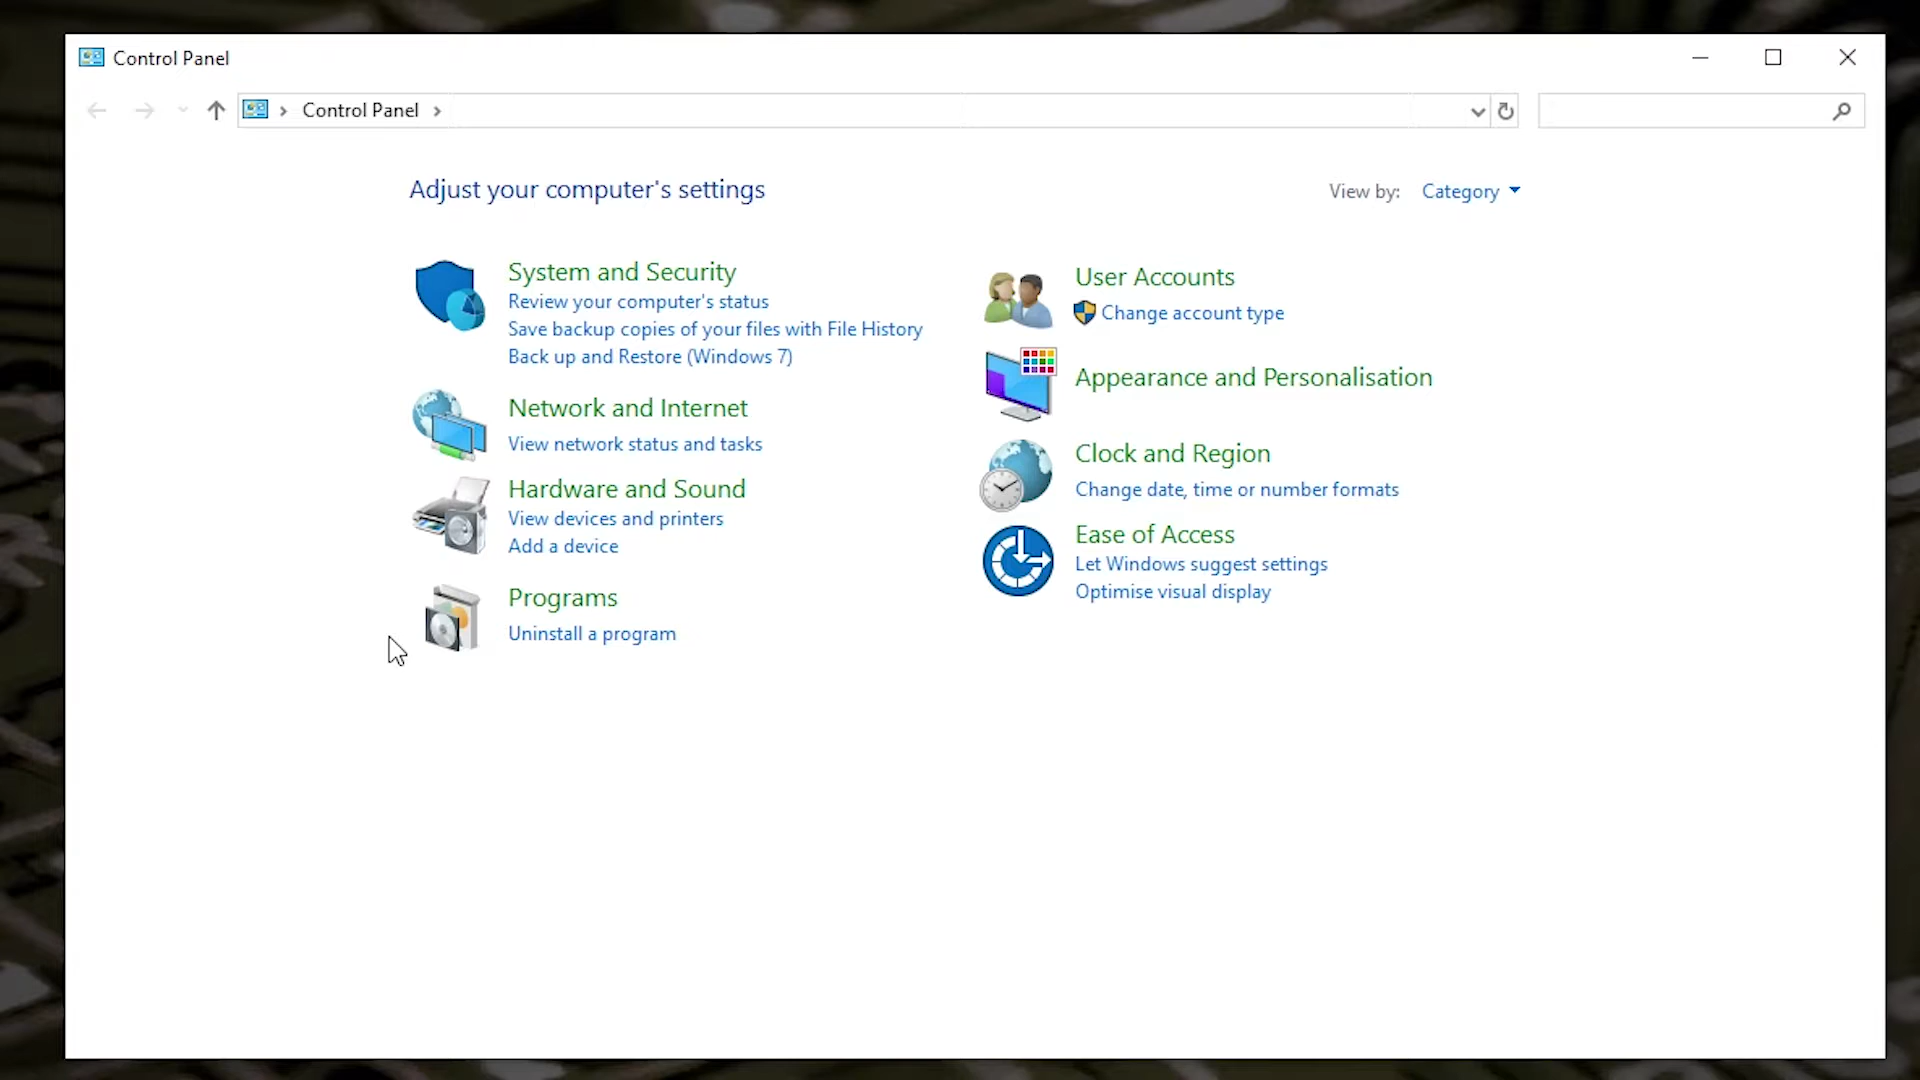 Control Panel
Control Panel
Adjust your computer's settings
View by: Category
System and Security
Review your computer's status
Save backup copies of your files with File History
Back up and Restore (Windows 7)
Network and Internet
View network status and tasks
Hardware and Sound
View devices and printers
Add a device
Programs
Uninstall a program
User Accounts
Change account type
Appearance and Personalisation
Clock and Region
Change date, time or number formats
Ease of Access
Let Windows suggest settings
Optimise visual display